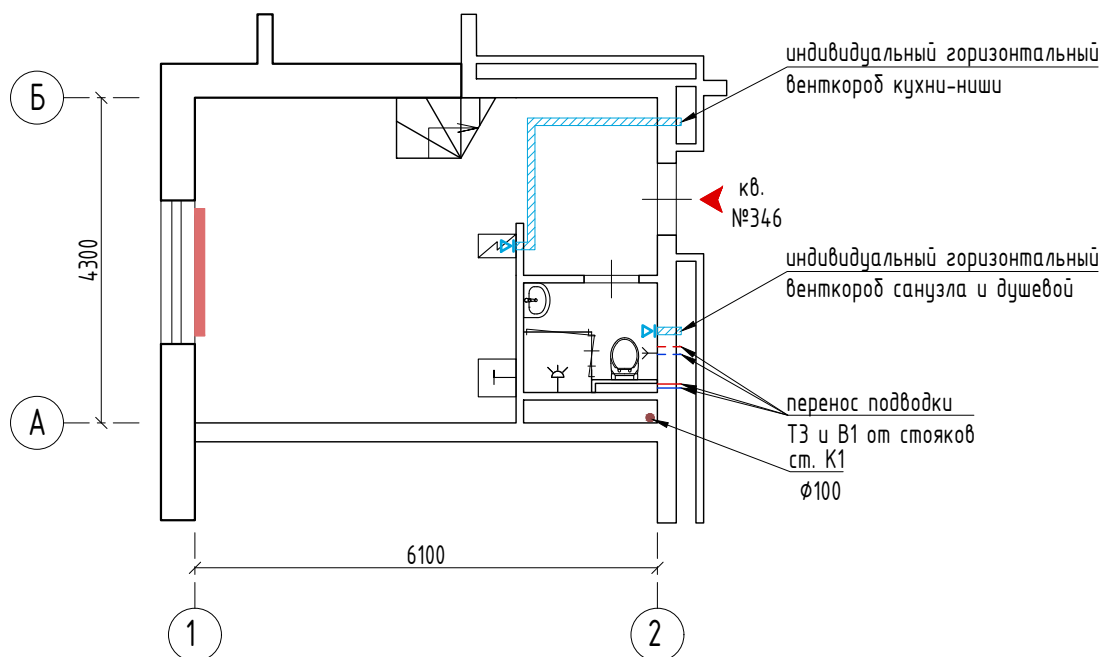 индивидуальный горизонтальный
венткороб кухни-ниши
Б
кв.
№346
4300
индивидуальный горизонтальный
венткороб санузла и душевой
А
перенос подводки
Т3 и В1 от стояков
ст. К1
ф100
6100
1
2